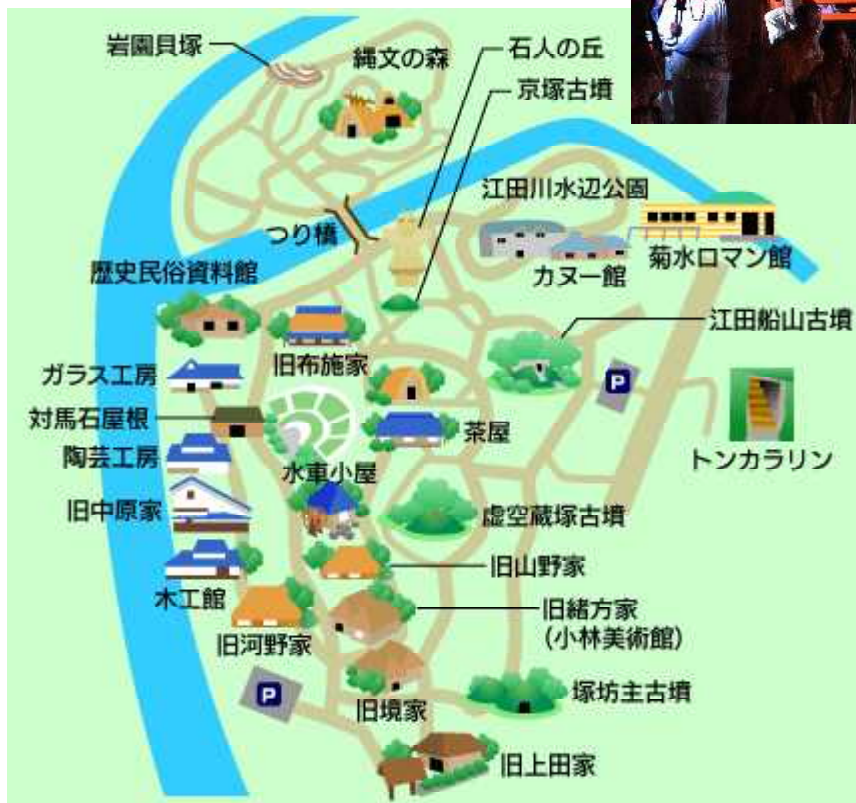 岩園貝塚
縄文の森
石人の丘
京塚古墳
江田川水辺公園
つり橋
カヌー館
菊水ロマン館
歴史民俗資料館
江田船山古墳
旧布施家
ガラス工房
P
対馬石屋根
茶屋
トンカラリン
陶芸工房
水車小屋
旧中原家
虚空蔵塚古墳
旧山野家
木工館
旧緒方家
(小林美術館)
旧河野家
P
塚坊主古墳
旧境家
旧上田家